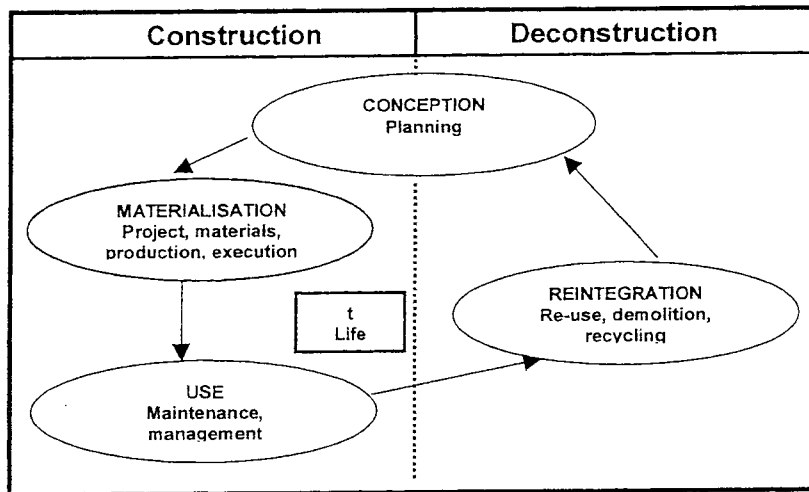 Construction
Deconstruction
CONCEPTION
Planning
MATERIALISATION
Project, materials,
production, execution
t
Life
REINTEGRATION
Re-use, demolition,
recycling
USE
Maintenance,
management